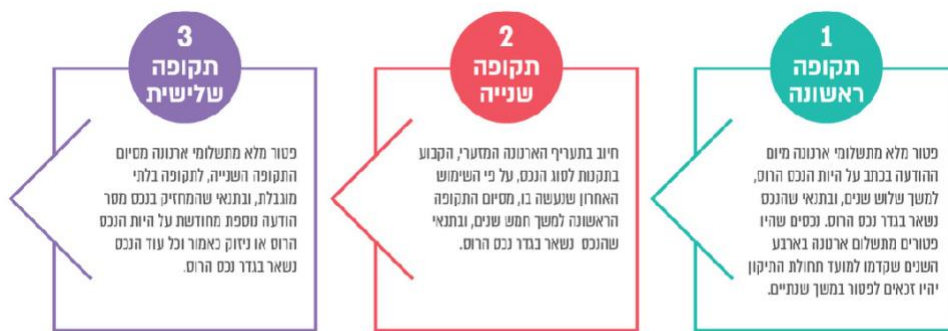 1
תקופה
ראשונה
פטור מלא מתשלומי ארנונה מיום
ההודעה בכתב על היות הנכס הרוס,
למשך שלוש שנים, ובתנאי שהנכס
נשאר בגדר נכס הרוס. נכסים שהיו
פטורים מתשלום ארנונה בארבע
השנים שקדמו למועד תחולת התיקון
יהיו זכאים לפטור במשך שנתיים.
2
תקופה
שנייה
חיוב בתעריף הארנונה המזערי, הקבוע
בתקנות לסוג הנכס, על פי השימוש
האחרון שנעשה בו, מסיום התקופה
הראשונה למשך חמש שנים, ובתנאי
שהנכס נשאר בגדר נכס הרוס.
3
תקופה
שלישית
פטור מלא מתשלומי ארנונה מסיום
התקופה השנייה, לתקופה בלתי
מוגבלת, ובתנאי שהמחזיק בנכס מסר
הודעה נוספת מחודשת על היות הנכס
הרוס או ניזוק כאמור וכל עוד הנכס
נשאר בגדר נכס הרוס.